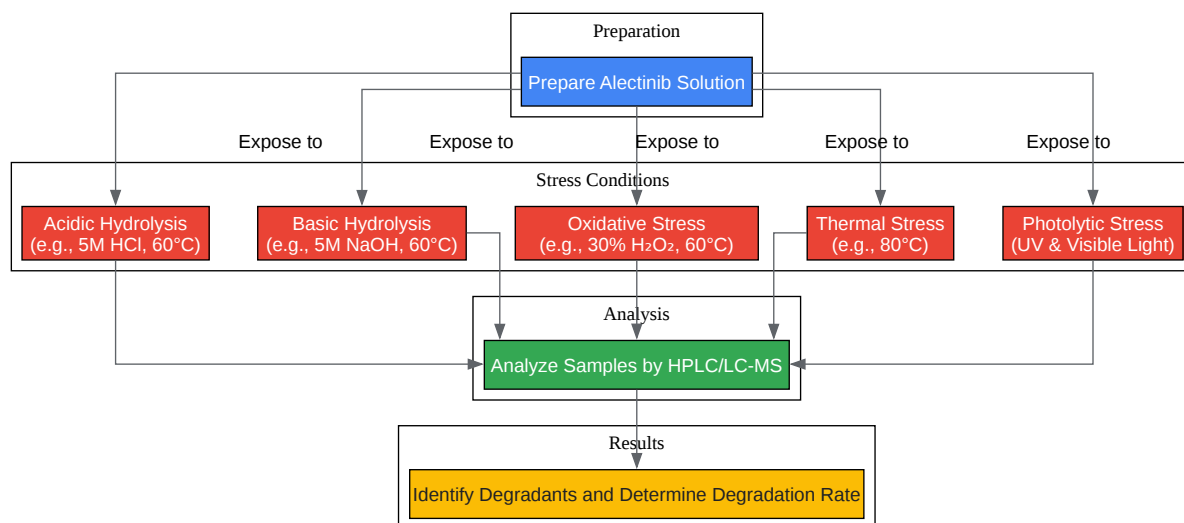 Preparation
Prepare Alectinib Solution
Expose to
Expose to
Expose to
Expose to
Expose to
Stress Conditions
Acidic Hydrolysis
(e.g., 5M HCl, 60°C)
Basic Hydrolysis
(e.g., 5M NaOH, 60°C)
Oxidative Stress
(e.g., 30% H₂O₂, 60°C)
Thermal Stress
(e.g., 80°C)
Photolytic Stress
(UV & Visible Light)
Analysis
Analyze Samples by HPLC/LC-MS
Results
Identify Degradants and Determine Degradation Rate